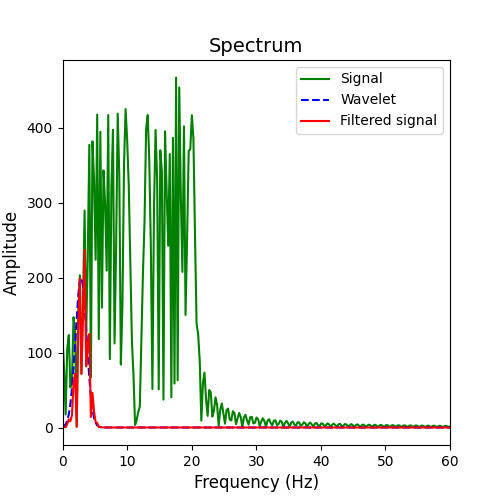 Spectrum
Signal
Wavelet
Filtered signal
Amplitude
400
300
200
100
0
0 10 20 30 40 50 60
Frequency (Hz)